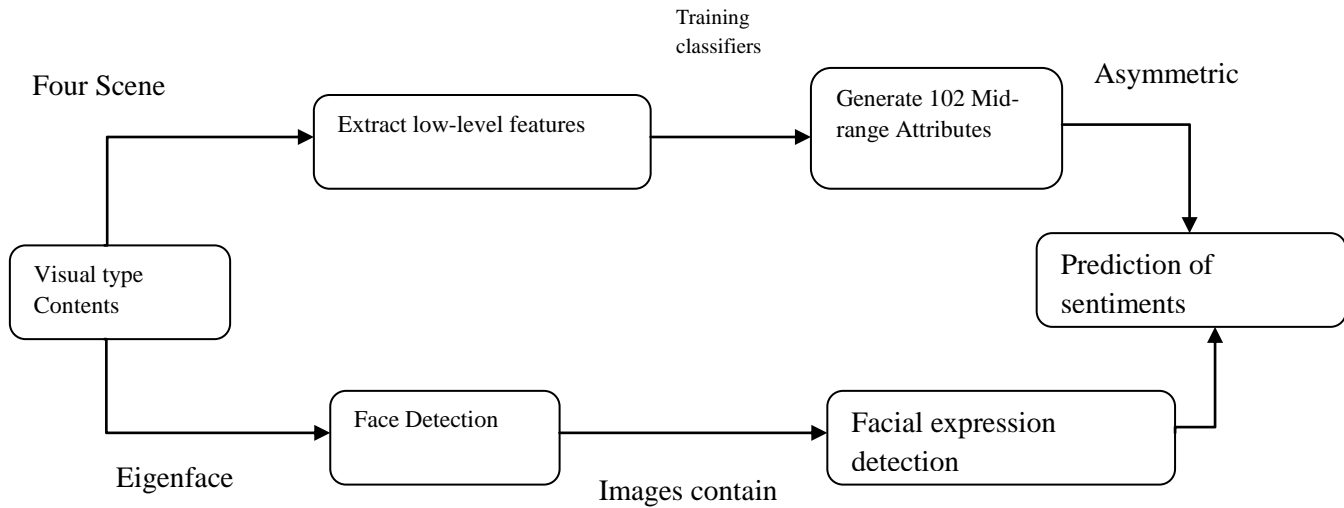 Training
classifiers
Four Scene
Asymmetric
Extract low-level features
Generate 102 Mid-
range Attributes
Visual type
Contents
Prediction of
sentiments
Face Detection
Facial expression
detection
Eigenface
Images contain